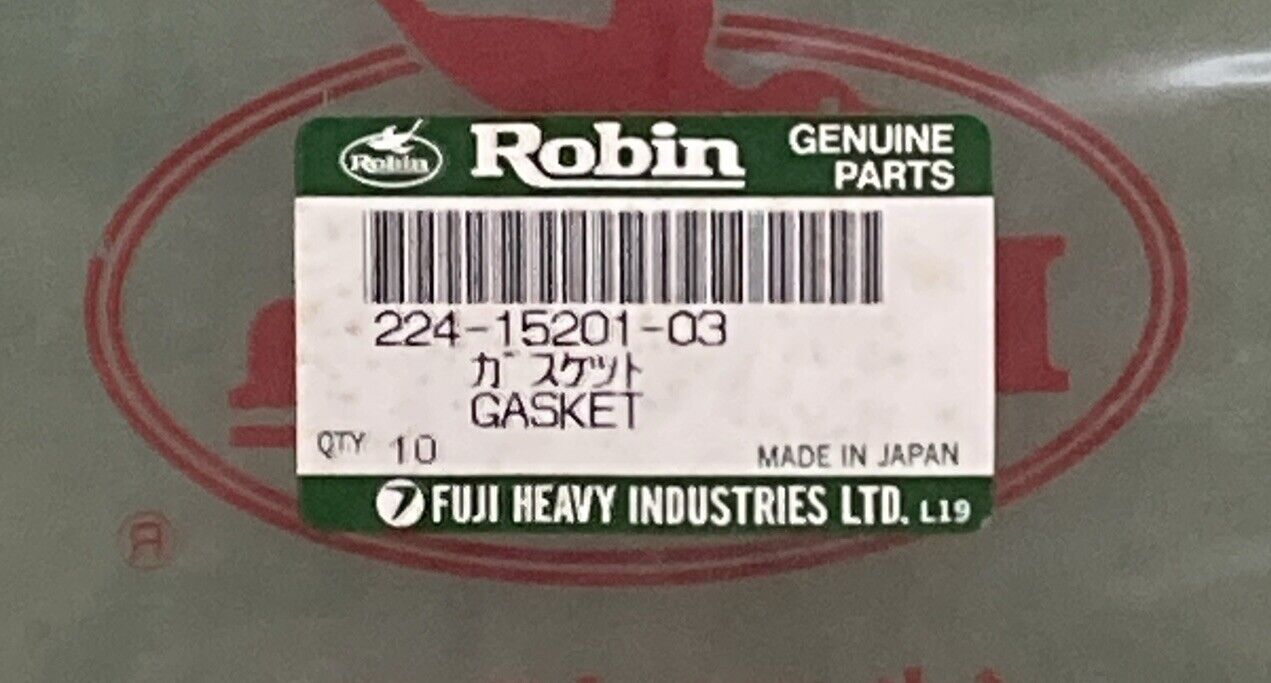 Robin
Robin
GENUINE
PARTS
224-15201-03
ガスケット
GASKET
QTY 10
MADE IN JAPAN
FUJI HEAVY INDUSTRIES LTD. L19
®